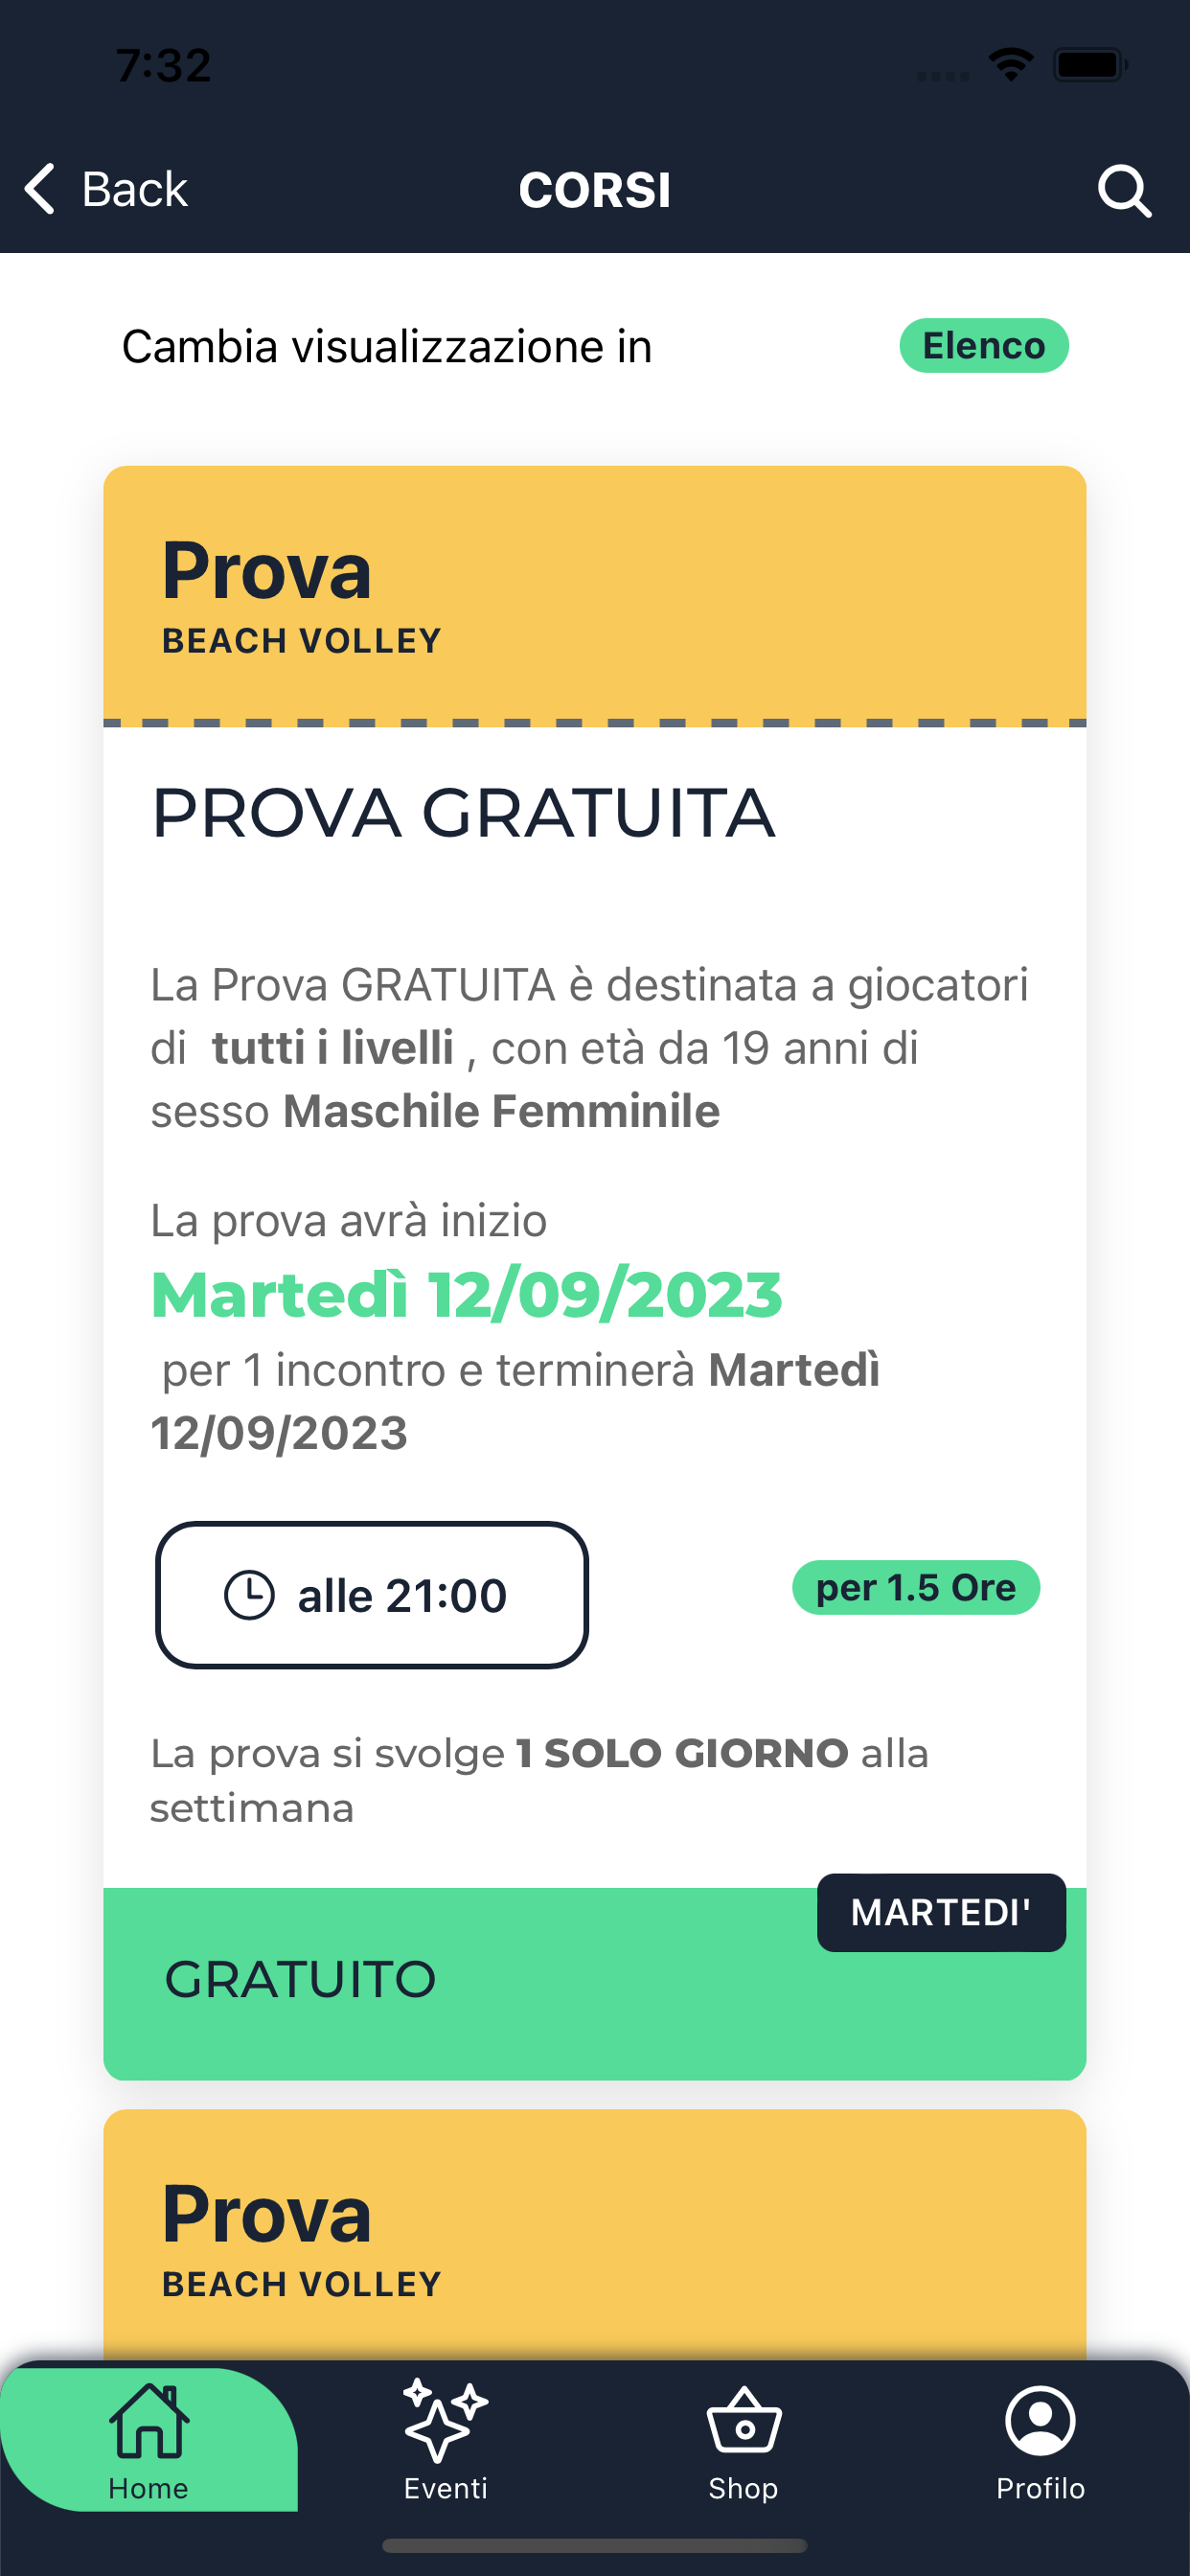 7:32
Back
CORSI
Cambia visualizzazione in
Elenco
Prova
BEACH VOLLEY
PROVA GRATUITA
La Prova GRATUITA è destinata a giocatori
di tutti i livelli , con età da 19 anni di
sesso Maschile Femminile
La prova avrà inizio
Martedì 12/09/2023
per 1 incontro e terminerà Martedì
12/09/2023
alle 21:00
per 1.5 Ore
La prova si svolge 1 SOLO GIORNO alla
settimana
MARTEDI'
GRATUITO
Prova
BEACH VOLLEY
Home
Eventi
Shop
Profilo